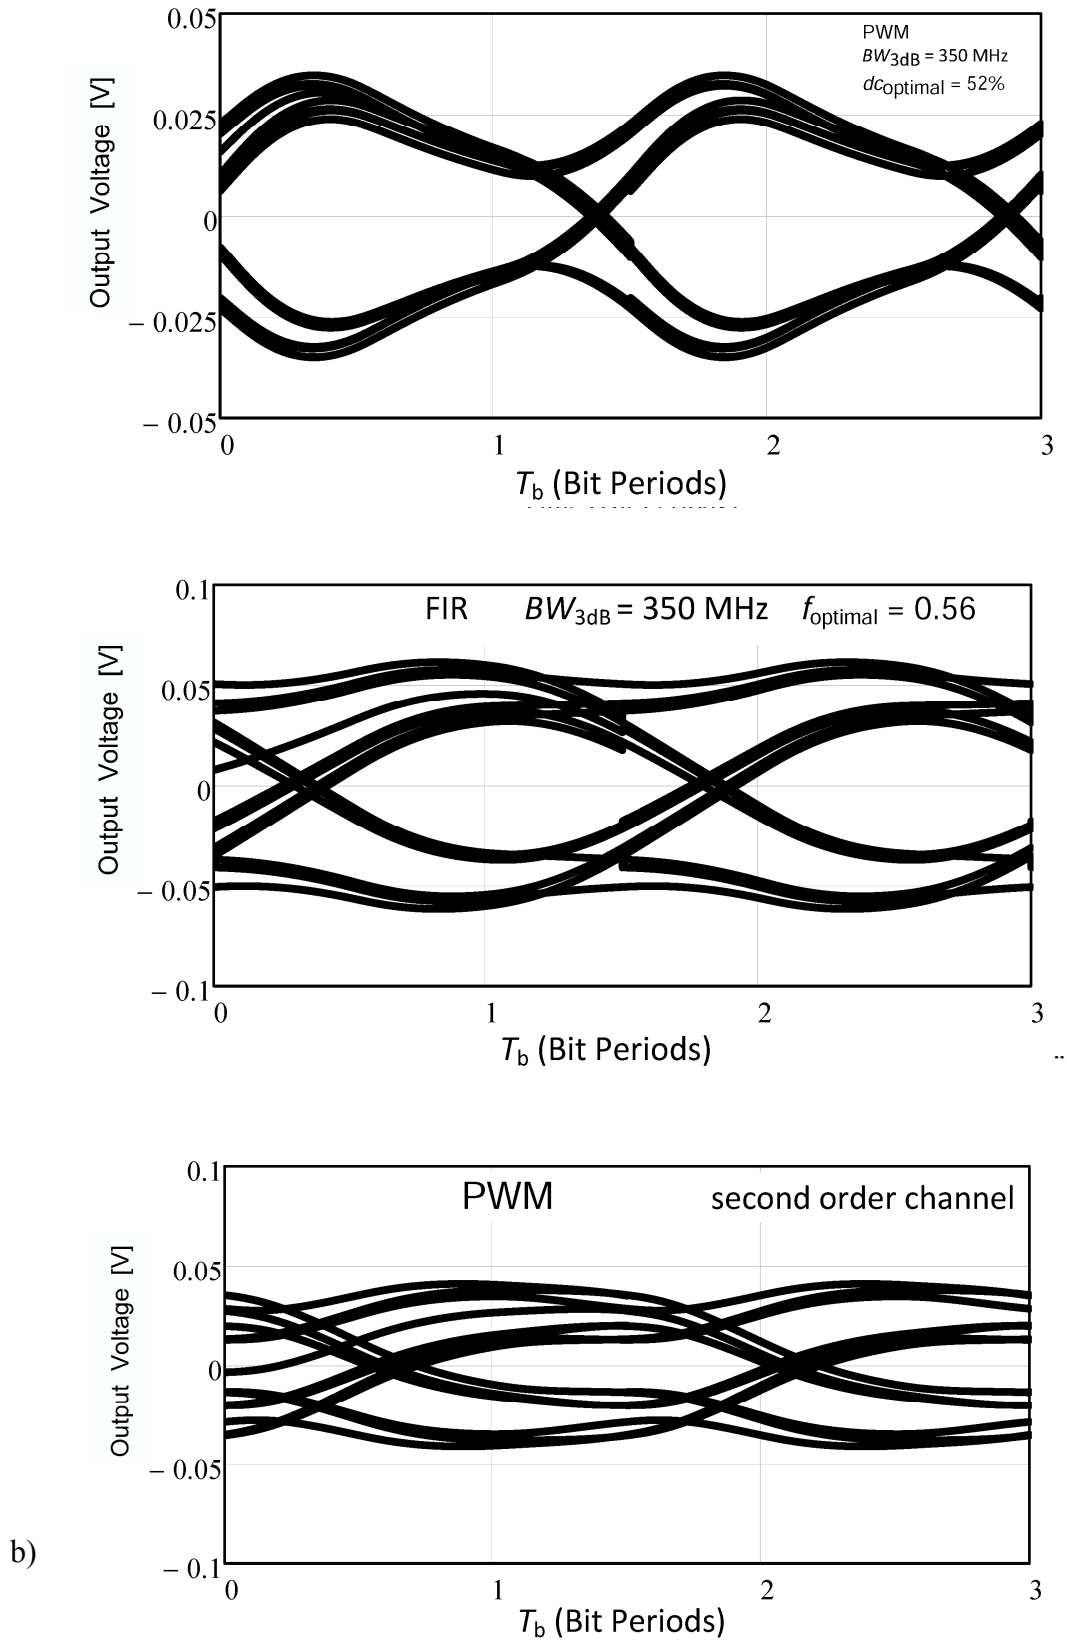 0.05
PWM
BW3dB = 350 MHz
dcoptimal = 52%
0.025
Output Voltage [V]
0
– 0.025
– 0.05
0 1 2 3
Tb (Bit Periods)
0.1
FIR BW3dB = 350 MHz foptimal = 0.56
0.05
Output Voltage [V]
0
– 0.05
– 0.1
0 1 2 3
Tb (Bit Periods)
0.1
PWM second order channel
0.05
Output Voltage [V]
0
– 0.05
b)
– 0.1
0 1 2 3
Tb (Bit Periods)